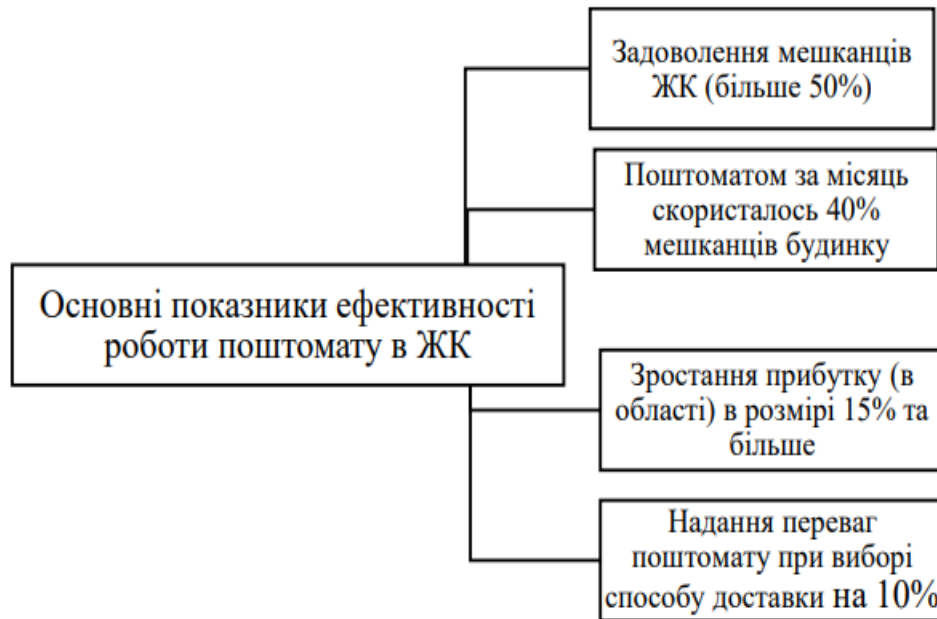 Задоволення мешканців
ЖК (більше 50%)
Поштоматом за місяць
скористалось 40%
мешканців будинку
Основні показники ефективності
роботи поштомату в ЖК
Зростання прибутку (в
області) в розмірі 15% та
більше
Надання переваг
поштомату при виборі
способу доставки на 10%